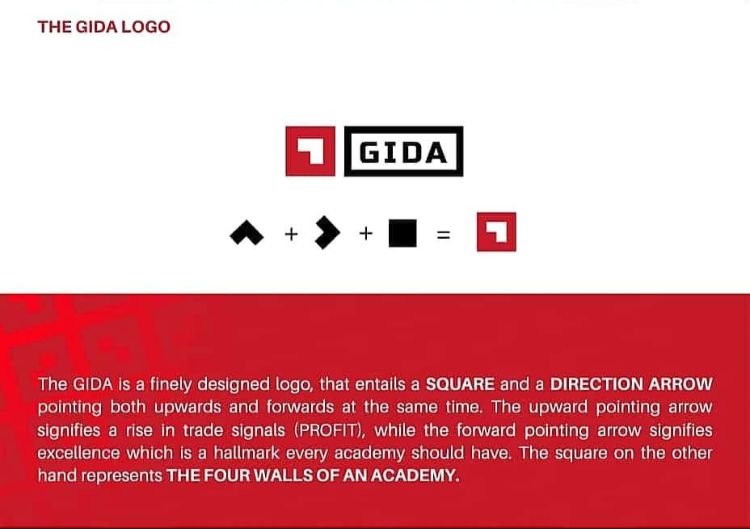 THE GIDA LOGO
GIDA
+ + =
The GIDA is a finely designed logo, that entails a SQUARE and a DIRECTION ARROW
pointing both upwards and forwards at the same time. The upward pointing arrow
signifies a rise in trade signals (PROFIT), while the forward pointing arrow signifies
excellence which is a hallmark every academy should have. The square on the other
hand represents THE FOUR WALLS OF AN ACADEMY.